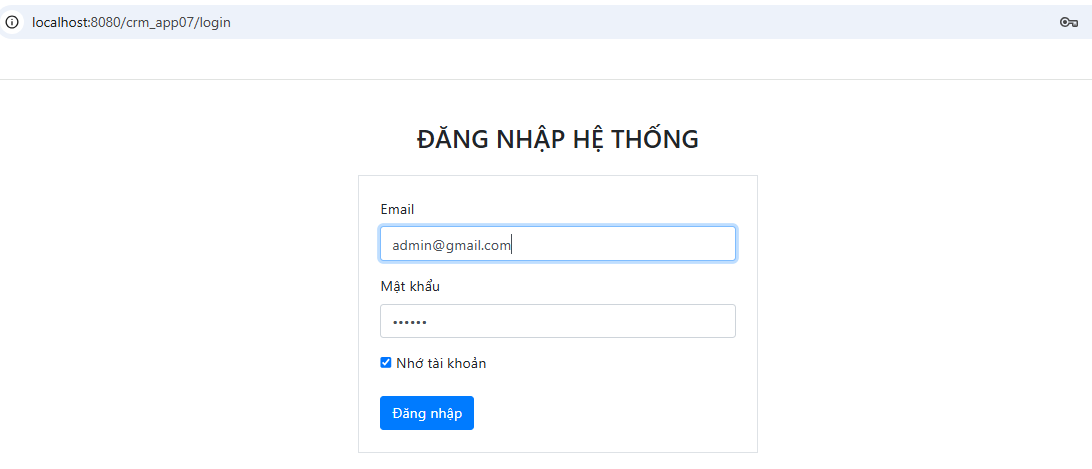 localhost:8080/crm_app07/login
ĐĂNG NHẬP HỆ THỐNG
Email
admin@gmail.com
Mật khẩu
••••••
Nhớ tài khoản
Đăng nhập